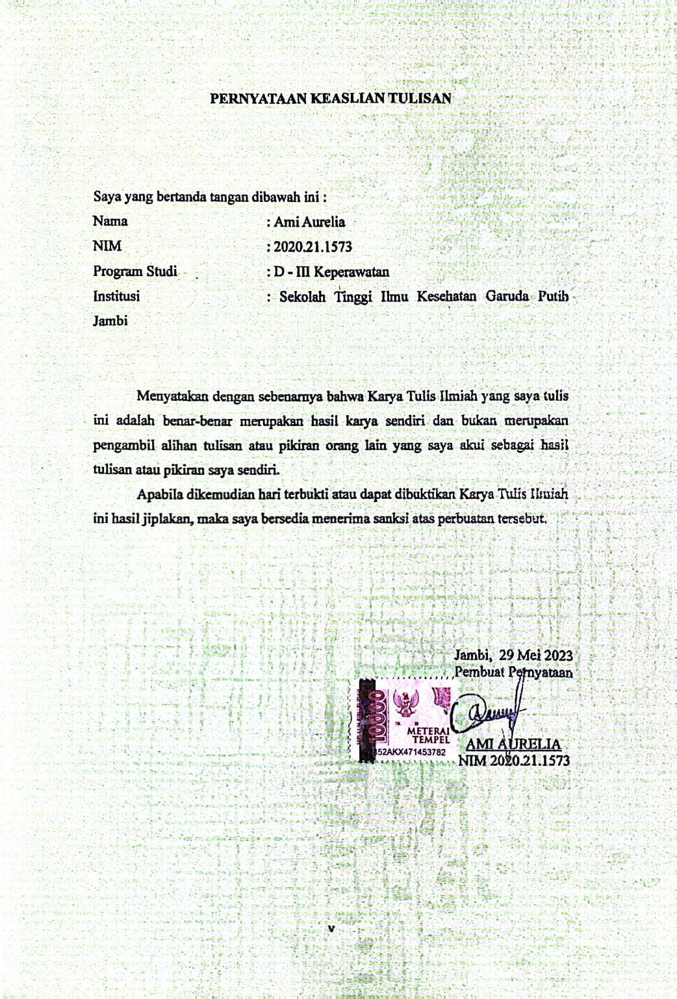 PERNYATAAN KEASLIAN TULISAN
Saya yang bertanda tangan dibawah ini :
Nama : Ami Aurelia
NIM : 2020.21.1573
Program Studi : D - III Keperawatan
Institusi : Sekolah Tinggi Ilmu Kesehatan Garuda Putih
Jambi
Menyatakan dengan sebenarnya bahwa Karya Tulis Ilmiah yang saya tulis
ini adalah benar-benar merupakan hasil karya sendiri dan bukan merupakan
pengambil alihan tulisan atau pikiran orang lain yang saya akui sebagai hasil
tulisan atau pikiran saya sendiri.
Apabila dikemudian hari terbukti atau dapat dibuktikan Karya Tulis Ilmiah
ini hasil jiplakan, maka saya bersedia menerima sanksi atas perbuatan tersebut.
Jambi, 29 Mei 2023
Pembuat Pernyataan
10000
METERAI
TEMPEL
52AKX471453782
AMI AURELIA
NIM 2020.21.1573
v